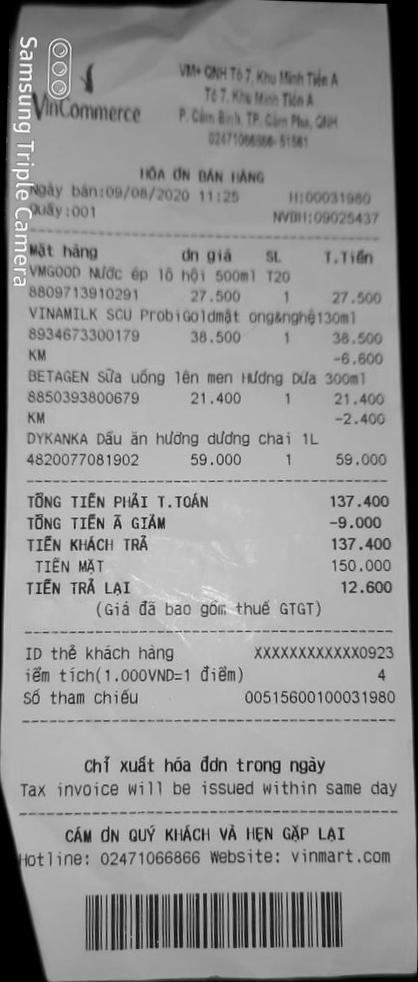 VinCommerce
VM+ QNH Tổ 7, Khu Minh Tiến A
Tổ 7, Khu Minh Tiến A
P. Cẩm Bình, TP. Cẩm Phả, QNH
02471066866-51561
HÓA ĐƠN BÁN HÀNG
Ngày bán:09/08/2020 11:25 H:00031980
Quầy:001 NVBH:09025437
Mặt hàng Đn giá SL T.Tiền
VMGOOD Nước ép lô hội 500ml T20
8809713910291 27.500 1 27.500
VINAMILK SCU ProbiGoldmật ong&nghệ130ml
8934673300179 38.500 1 38.500
KM -6.600
BETAGEN Sữa uống lên men Hương Dừa 300ml
8850393800679 21.400 1 21.400
KM -2.400
DYKANKA Dầu ăn hướng dương chai 1L
4820077081902 59.000 1 59.000
TỔNG TIỀN PHẢI T.TOÁN 137.400
TỔNG TIỀN Ã GIẢM -9.000
TIỀN KHÁCH TRẢ 137.400
TIỀN MẶT 150.000
TIỀN TRẢ LẠI 12.600
(Giá đã bao gồm thuế GTGT)
ID thẻ khách hàng XXXXXXXXXXXX0923
iểm tích(1.000VND=1 điểm) 4
Số tham chiếu 00515600100031980
Chỉ xuất hóa đơn trong ngày
Tax invoice will be issued within same day
CÁM ƠN QUÝ KHÁCH VÀ HẸN GẶP LẠI
Hotline: 02471066866 Website: vinmart.com
Samsung Triple Camera